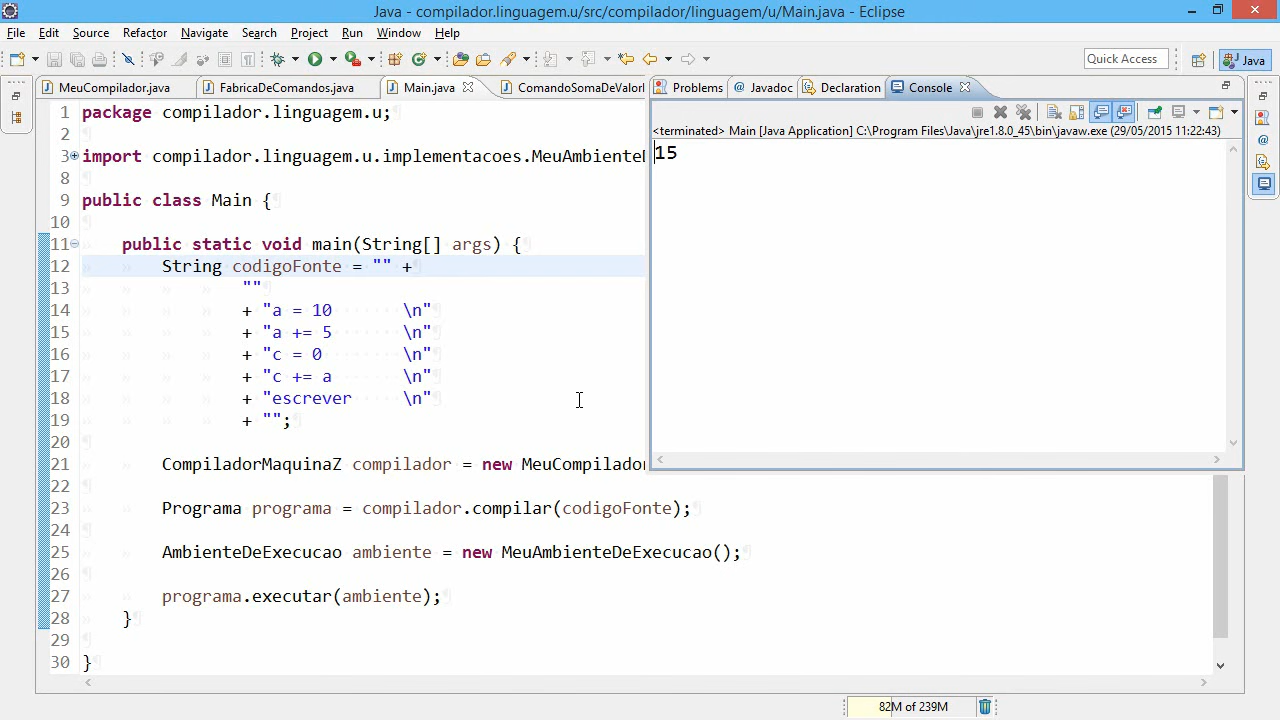 Java - compilador.linguagem.u/src/compilador/linguagem/u/Main.java - Eclipse
File Edit Source Refactor Navigate Search Project Run Window Help
Quick Access
Java
MeuCompilador.java
FabricaDeComandos.java
Main.java
omandoSomaDeValorI
Problems
Javadoc
Declaration
Console
<terminated> Main [Java Application] C:\Program Files\Java\jre1.8.0_45\bin\javaw.exe (29/05/2015 11:22:43)
15
1 package compilador.linguagem.u;
2
3 import compilador.linguagem.u.implementacoes.MeuAmbienteD
8
9 public class Main {
10
11 public static void main(String[] args) {
12 String codigoFonte = "" +
13 ""
14 + "a = 10 \n"
15 + "a += 5 \n"
16 + "c = 0 \n"
17 + "c += a \n"
18 + "escrever \n"
19 + "";
20
21 CompiladorMaquinaZ compilador = new MeuCompilador
22
23 Programa programa = compilador.compilar(codigoFonte);
24
25 AmbienteDeExecucao ambiente = new MeuAmbienteDeExecucao();
26
27 programa.executar(ambiente);
28 }
29
30 }
82M of 239M